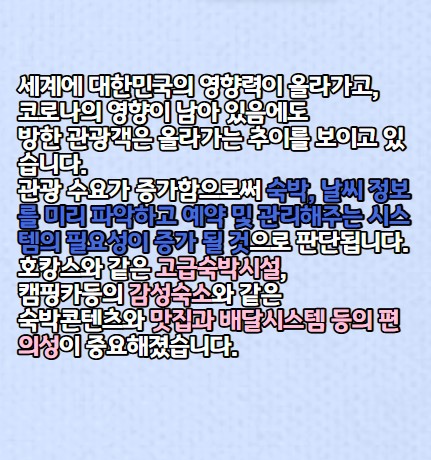 세계에 대한민국의 영향력이 올라가고,
코로나의 영향이 남아 있음에도
방한 관광객은 올라가는 추이를 보이고 있
습니다.
관광 수요가 증가함으로써 숙박, 날씨 정보
를 미리 파악하고 예약 및 관리해주는 시스
템의 필요성이 증가 될 것으로 판단됩니다.
호캉스와 같은 고급숙박시설,
캠핑카등의 감성숙소와 같은
숙박콘텐츠와 맛집과 배달시스템 등의 편
의성이 중요해졌습니다.